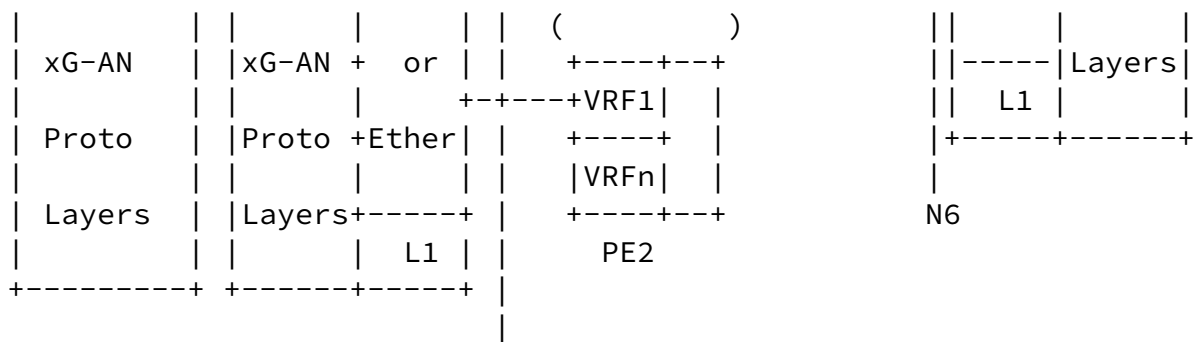 |         | |      |     | | |  (        )          ||     |      |
| xG-AN   | |xG-AN +  or | |   +----+--+          ||-----|Layers|
|         | |      |     +-+---+VRF1|  |          ||  L1 |      |
| Proto   | |Proto +Ether| |   +----+  |          |+-----+------+
|         | |      |     | |   |VRFn|  |          |
| Layers  | |Layers+-----+ |   +----+--+          N6
|         | |      |  L1 | |     PE2
+---------+ +------+-----+ |
|